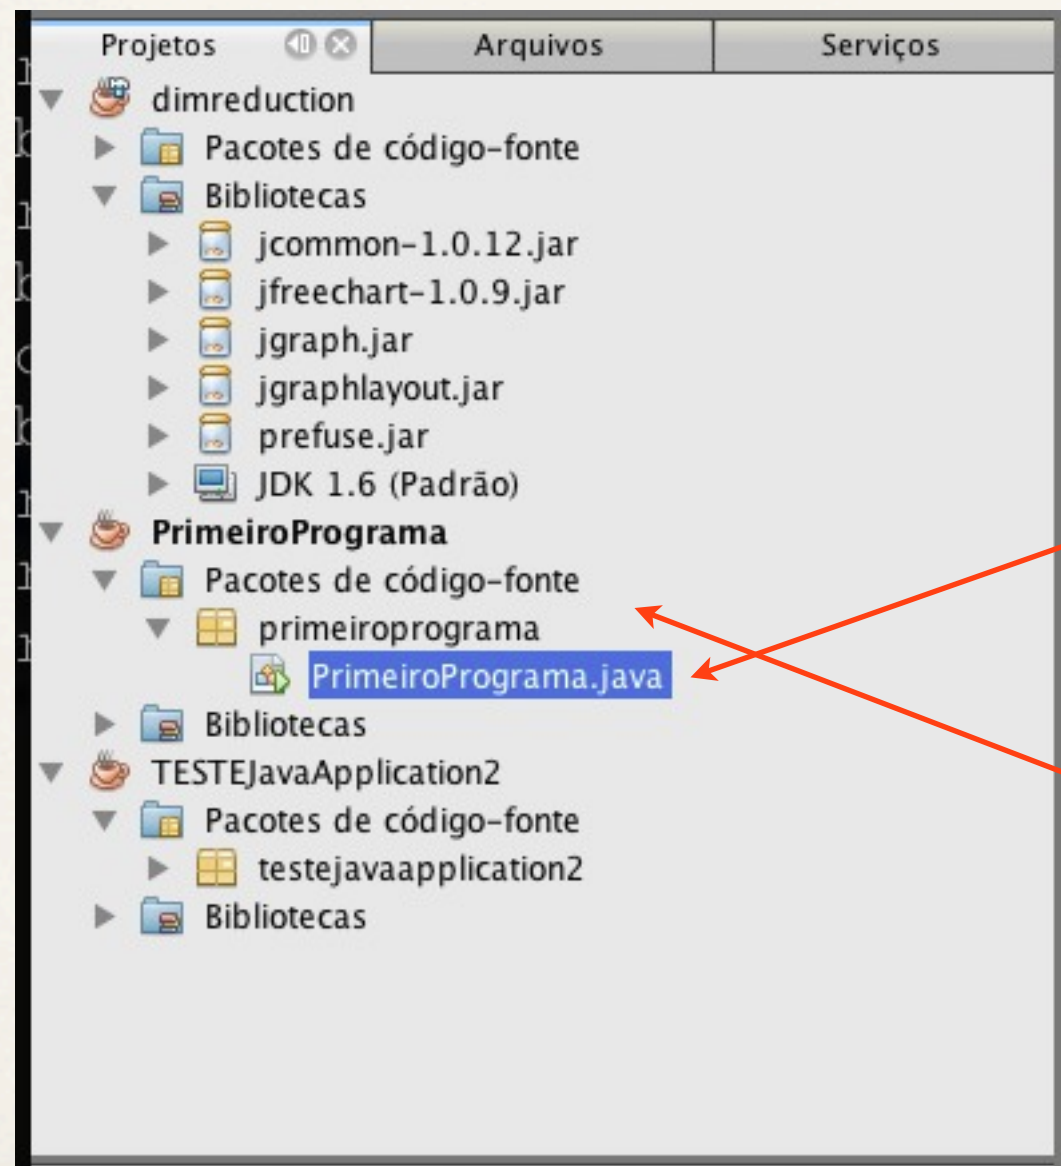 Projetos Arquivos Serviços
dimreduction
Pacotes de código-fonte
Bibliotecas
jcommon-1.0.12.jar
jfreechart-1.0.9.jar
jgraph.jar
jgraphlayout.jar
prefuse.jar
JDK 1.6 (Padrão)
PrimeiroPrograma
Pacotes de código-fonte
primeiroprograma
PrimeiroPrograma.java
Bibliotecas
TESTEJavaApplication2
Pacotes de código-fonte
testejavaapplication2
Bibliotecas